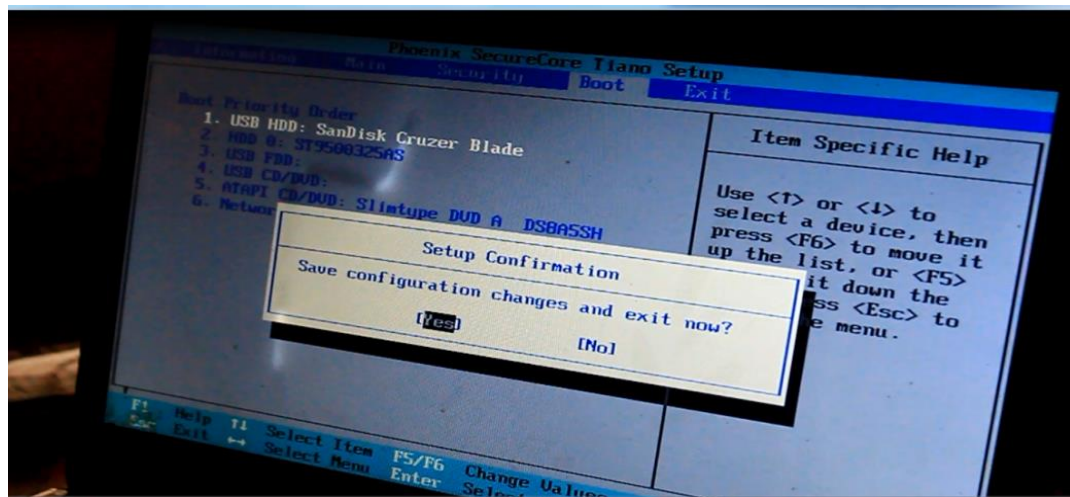 Phoenix SecureCore Tiano Setup
Information Main Security Boot Exit
Boot Priority Order
1. USB HDD: SanDisk Cruzer Blade
2. HDD 0: ST9500325AS
3. USB FDD:
4. USB CD/DVD:
5. ATAPI CD/DVD: Slimtype DVD A DS8A5SH
6. Networ
Setup Confirmation
Save configuration changes and exit now?
[Yes] [No]
Item Specific Help
Use <↑> or <↓> to
select a device, then
press <F6> to move it
up the list, or <F5>
it down the
ss <Esc> to
e menu.
F1 Help ↑↓ Select Item F5/F6 Change Values
Esc Exit ↔ Select Menu Enter